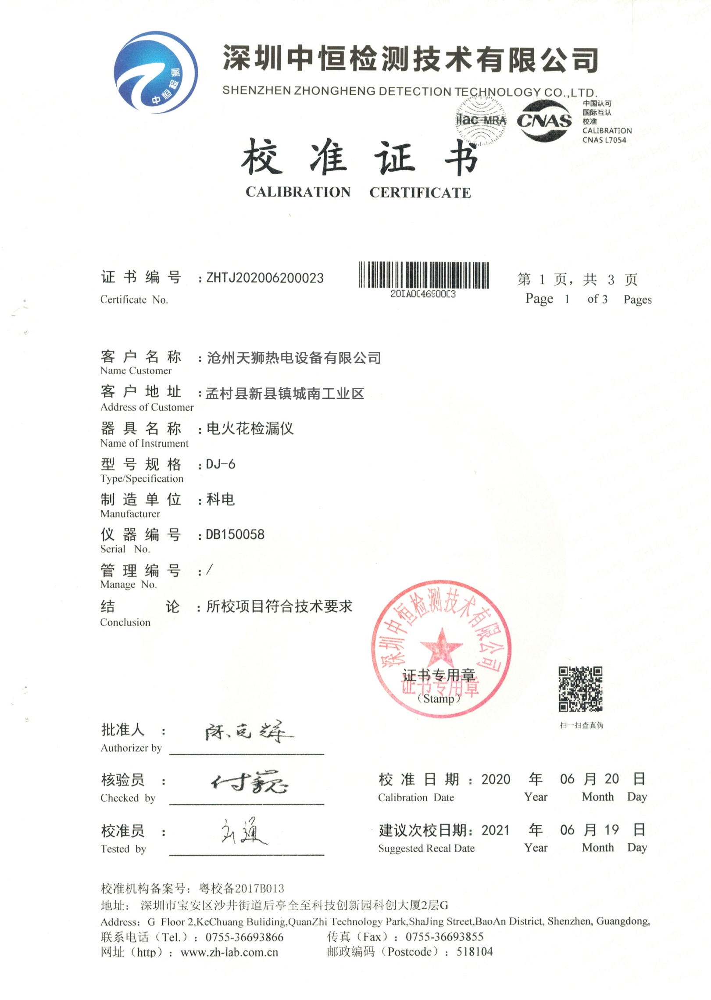 中恒检测
深圳中恒检测技术有限公司
SHENZHEN ZHONGHENG DETECTION TECHNOLOGY CO.,LTD.
ilac-MRA
CNAS
中国认可
国际互认
校准
CALIBRATION
CNAS L7054
校 准 证 书
CALIBRATION CERTIFICATE
证 书 编 号 : ZHTJ202006200023
Certificate No.
第 1 页, 共 3 页
Page 1 of 3 Pages
客 户 名 称 : 沧州天狮热电设备有限公司
Name Customer
客 户 地 址 : 孟村县新县镇城南工业区
Address of Customer
器 具 名 称 : 电火花检漏仪
Name of Instrument
型 号 规 格 : DJ-6
Type/Specification
制 造 单 位 : 科电
Manufacturer
仪 器 编 号 : DB150058
Serial No.
管 理 编 号 : /
Manage No.
结 论 : 所校项目符合技术要求
Conclusion
深圳中恒检测技术有限公司
证书专用章
证书专用章
(Stamp)
扫一扫查真伪
批准人 : 陈克辉
Authorizer by
核验员 : 付
Checked by
校准员 : 刘通
Tested by
校 准 日 期 : 2020 年 06 月 20 日
Calibration Date Year Month Day
建议次校日期: 2021 年 06 月 19 日
Suggested Recal Date Year Month Day
校准机构备案号: 粤校备2017B013
地址: 深圳市宝安区沙井街道后亭全至科技创新园科创大厦2层G
Address: G Floor 2,KeChuang Buliding,QuanZhi Technology Park,ShaJing Street,BaoAn District, Shenzhen, Guangdong,
联系电话(Tel.): 0755-36693866 传真(Fax): 0755-36693855
网址(http): www.zh-lab.com.cn 邮政编码(Postcode): 518104